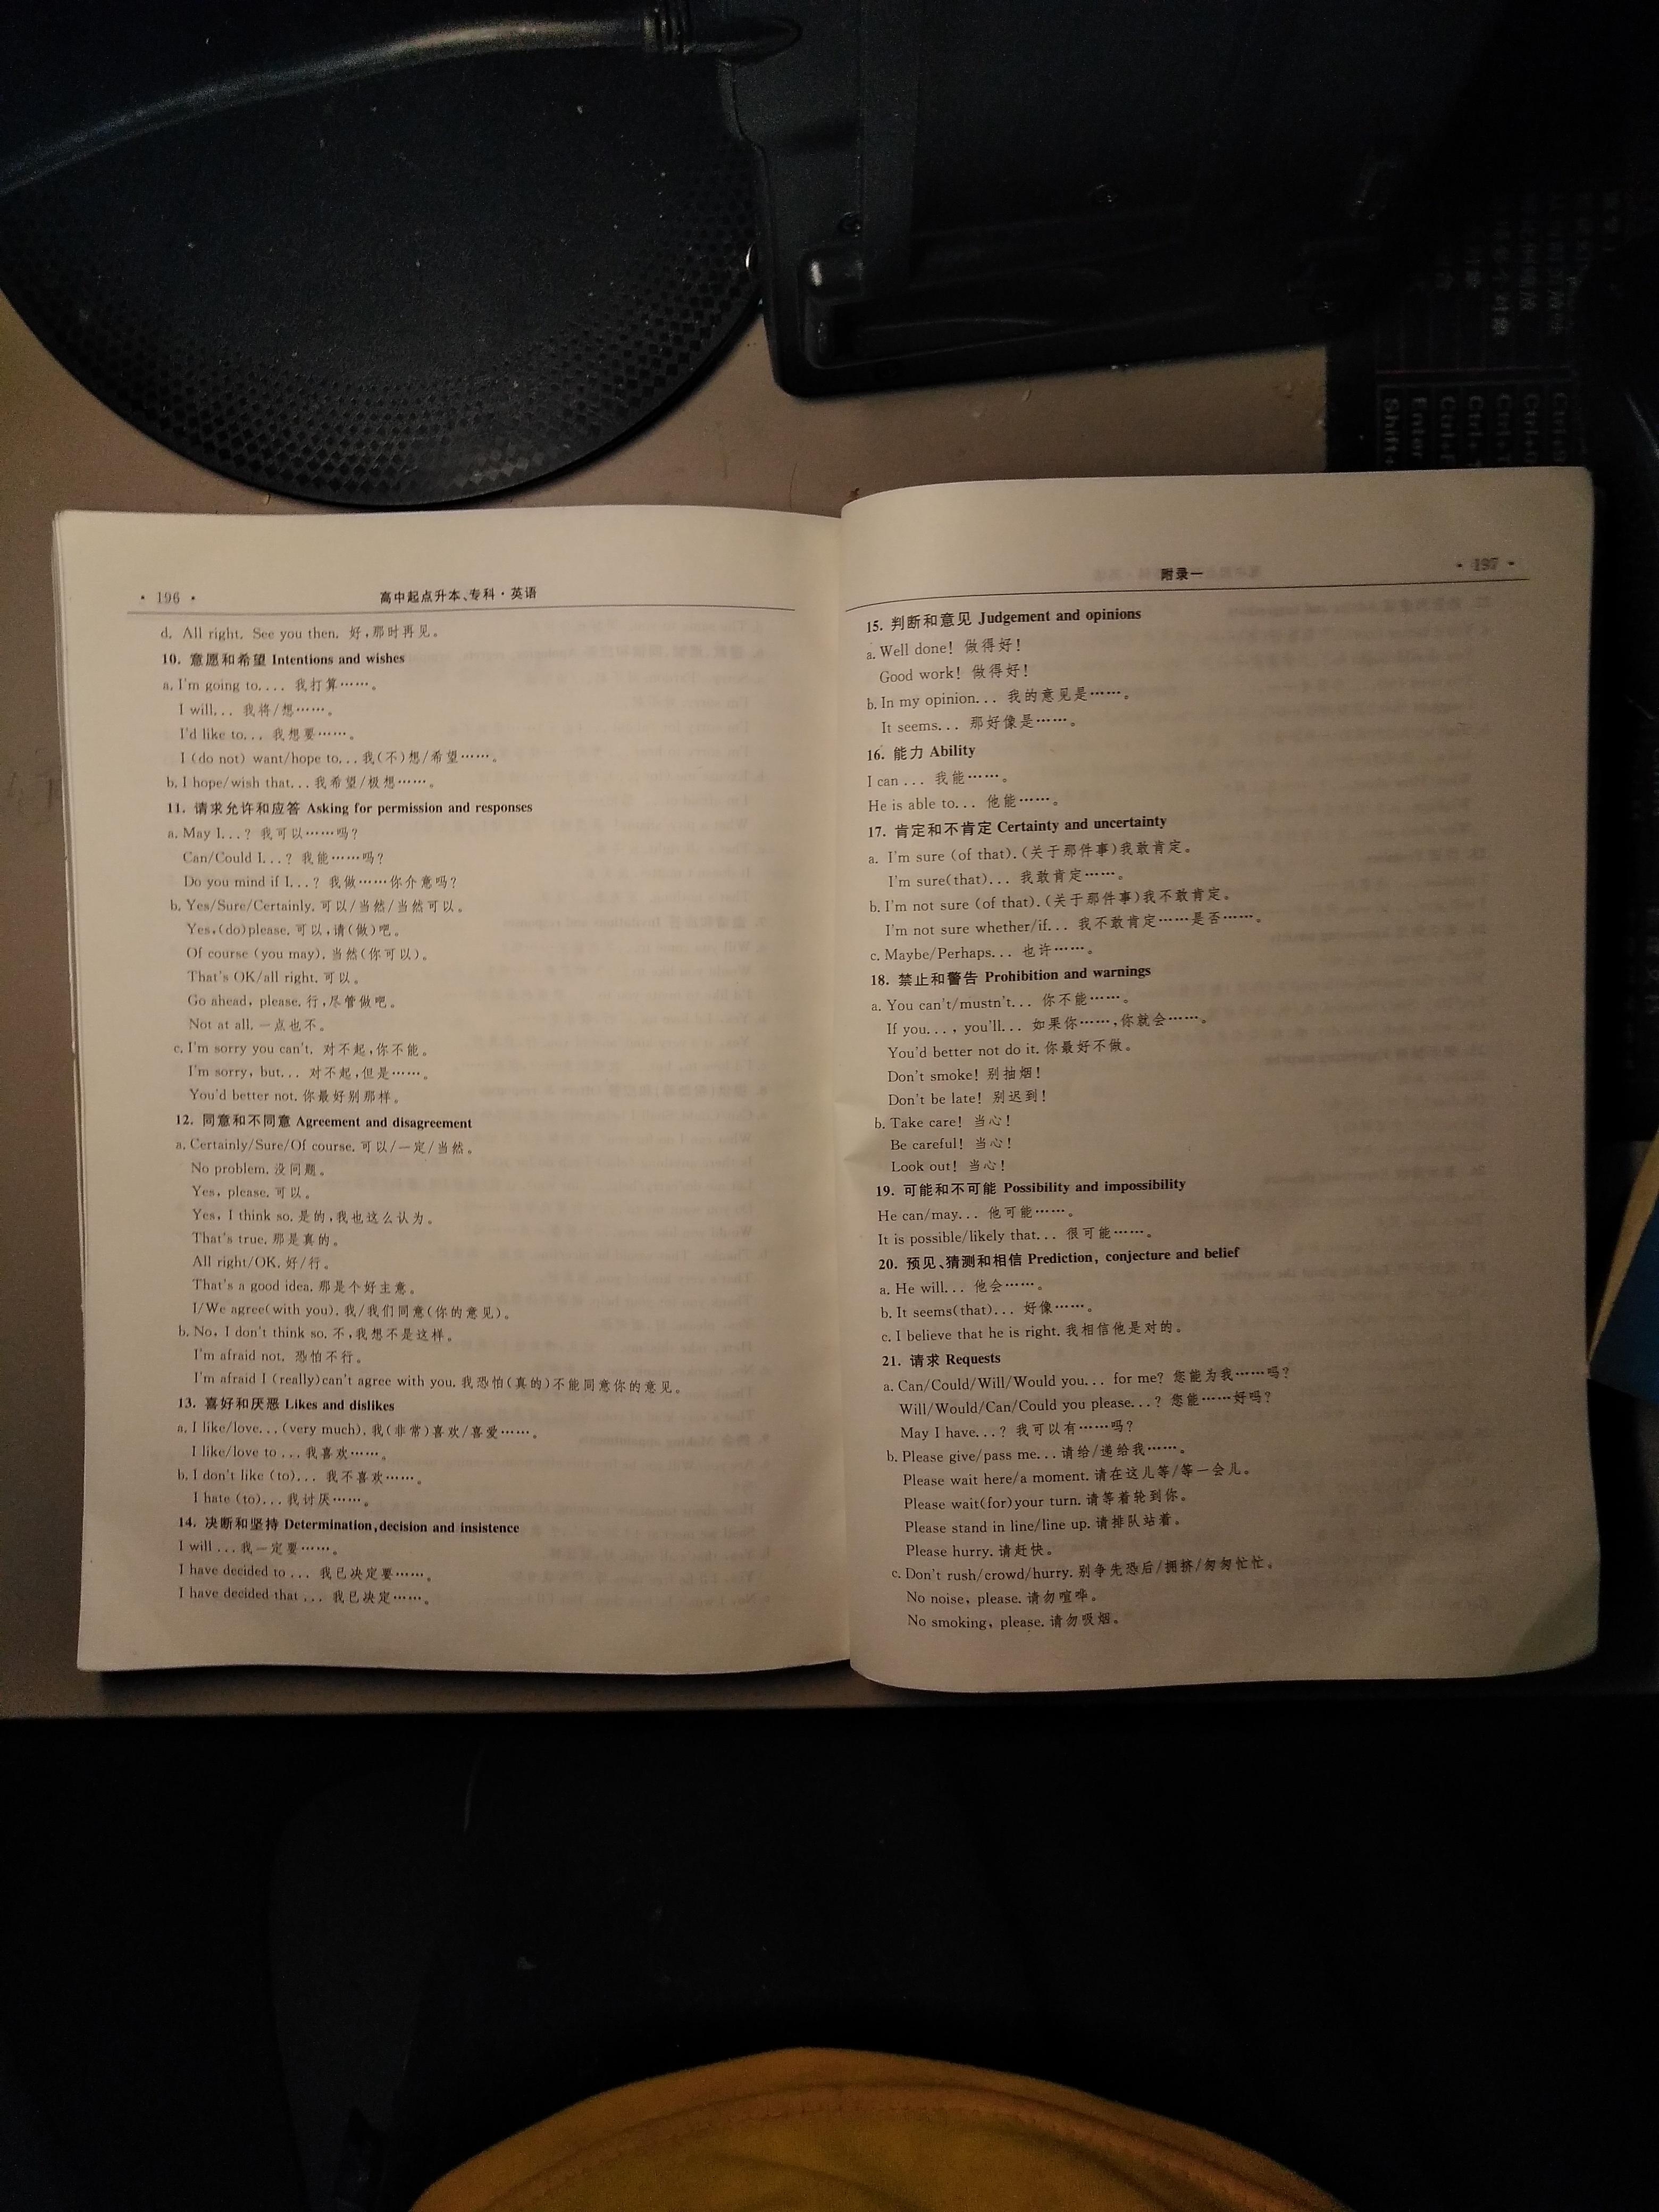 · 196 ·
高中起点升本、专科·英语
d. All right. See you then. 好,那时再见。
10. 意愿和希望 Intentions and wishes
a. I'm going to.... 我打算……。
I will... 我将/想……。
I'd like to... 我想要……。
I (do not) want/hope to... 我(不)想/希望……。
b. I hope/wish that... 我希望/极想……。
11. 请求允许和应答 Asking for permission and responses
a. May I...? 我可以……吗?
Can/Could I...? 我能……吗?
Do you mind if I...? 我做……你介意吗?
b. Yes/Sure/Certainly. 可以/当然/当然可以。
Yes,(do)please. 可以,请(做)吧。
Of course (you may). 当然(你可以)。
That's OK/all right. 可以。
Go ahead, please. 行,尽管做吧。
Not at all. 一点也不。
c. I'm sorry you can't. 对不起,你不能。
I'm sorry, but... 对不起,但是……。
You'd better not. 你最好别那样。
12. 同意和不同意 Agreement and disagreement
a. Certainly/Sure/Of course. 可以/一定/当然。
No problem. 没问题。
Yes, please. 可以。
Yes, I think so. 是的,我也这么认为。
That's true. 那是真的。
All right/OK. 好/行。
That's a good idea. 那是个好主意。
I/We agree(with you). 我/我们同意(你的意见)。
b. No, I don't think so. 不,我想不是这样。
I'm afraid not. 恐怕不行。
I'm afraid I (really)can't agree with you. 我恐怕(真的)不能同意你的意见。
13. 喜好和厌恶 Likes and dislikes
a. I like/love...(very much). 我(非常)喜欢/喜爱……。
I like/love to ... 我喜欢……。
b. I don't like (to)... 我不喜欢……。
I hate (to)... 我讨厌……。
14. 决断和坚持 Determination,decision and insistence
I will ... 我一定要……。
I have decided to ... 我已决定要……。
I have decided that ... 我已决定……。
附录一
· 197 ·
15. 判断和意见 Judgement and opinions
a. Well done! 做得好!
Good work! 做得好!
b. In my opinion... 我的意见是……。
It seems... 那好像是……。
16. 能力 Ability
I can ... 我能……。
He is able to... 他能……。
17. 肯定和不肯定 Certainty and uncertainty
a. I'm sure (of that). (关于那件事)我敢肯定。
I'm sure(that)... 我敢肯定……。
b. I'm not sure (of that). (关于那件事)我不敢肯定。
I'm not sure whether/if... 我不敢肯定……是否……。
c. Maybe/Perhaps... 也许……。
18. 禁止和警告 Prohibition and warnings
a. You can't/mustn't... 你不能……。
If you..., you'll... 如果你……,你就会……。
You'd better not do it. 你最好不做。
Don't smoke! 别抽烟!
Don't be late! 别迟到!
b. Take care! 当心!
Be careful! 当心!
Look out! 当心!
19. 可能和不可能 Possibility and impossibility
He can/may... 他可能……。
It is possible/likely that... 很可能……。
20. 预见、猜测和相信 Prediction, conjecture and belief
a. He will... 他会……。
b. It seems(that)... 好像……。
c. I believe that he is right. 我相信他是对的。
21. 请求 Requests
a. Can/Could/Will/Would you... for me? 您能为我……吗?
Will/Would/Can/Could you please...? 您能……好吗?
May I have...? 我可以有……吗?
b. Please give/pass me... 请给/递给我……。
Please wait here/a moment. 请在这儿等/等一会儿。
Please wait(for)your turn. 请等着轮到你。
Please stand in line/line up. 请排队站着。
Please hurry. 请赶快。
c. Don't rush/crowd/hurry. 别争先恐后/拥挤/匆匆忙忙。
No noise, please. 请勿喧哗。
No smoking, please. 请勿吸烟。
Enter
Shift+